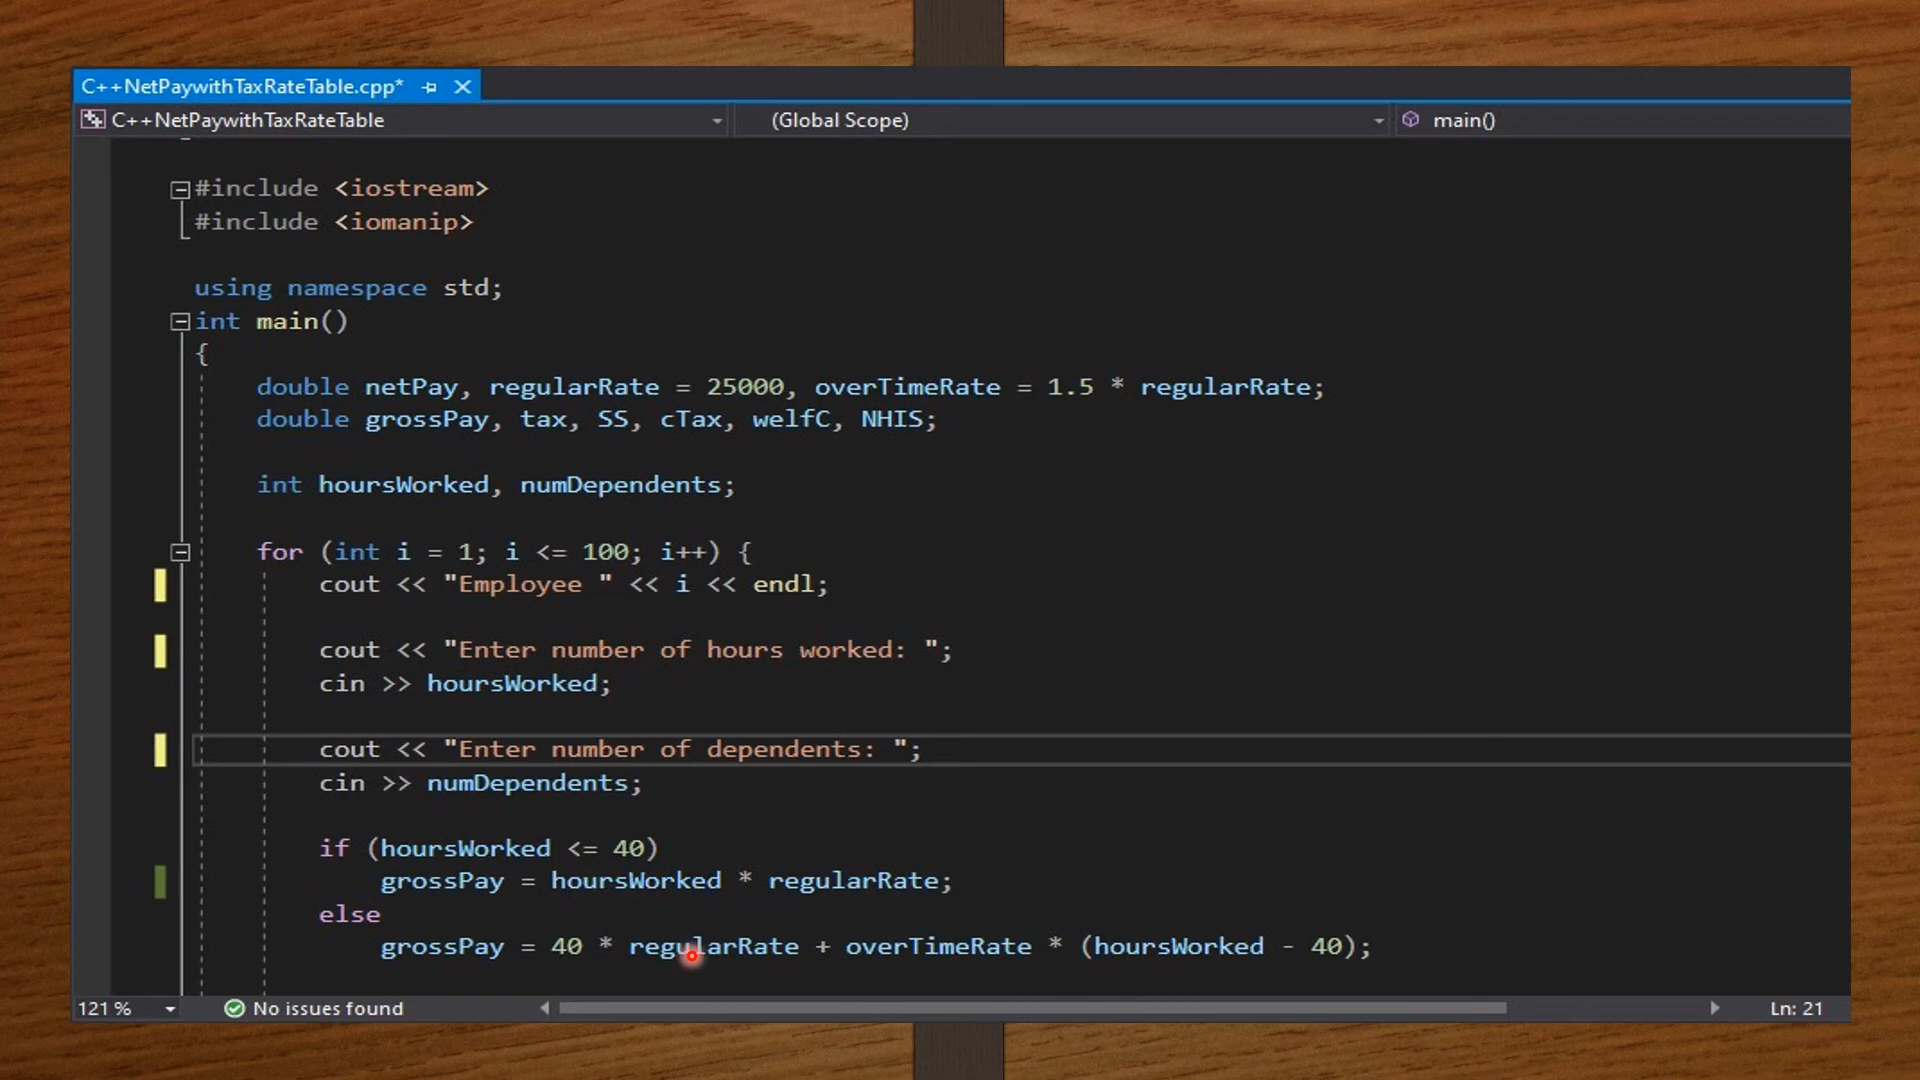 C++NetPaywithTaxRateTable.cpp*
C++NetPaywithTaxRateTable (Global Scope) main()
#include <iostream>
#include <iomanip>
using namespace std;
int main()
{
double netPay, regularRate = 25000, overTimeRate = 1.5 * regularRate;
double grossPay, tax, SS, cTax, welfC, NHIS;
int hoursWorked, numDependents;
for (int i = 1; i <= 100; i++) {
cout << "Employee " << i << endl;
cout << "Enter number of hours worked: ";
cin >> hoursWorked;
cout << "Enter number of dependents: ";
cin >> numDependents;
if (hoursWorked <= 40)
grossPay = hoursWorked * regularRate;
else
grossPay = 40 * regularRate + overTimeRate * (hoursWorked - 40);
121 % No issues found Ln: 21